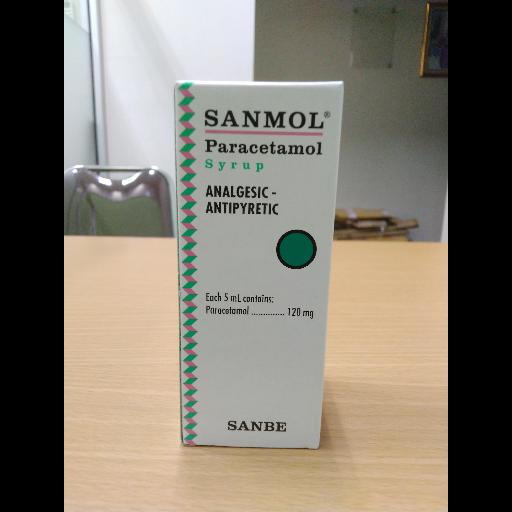 SANMOL®
Paracetamol
Syrup
ANALGESIC -
ANTIPYRETIC
Each 5 mL contains:
Paracetamol .............. 120 mg
SANBE